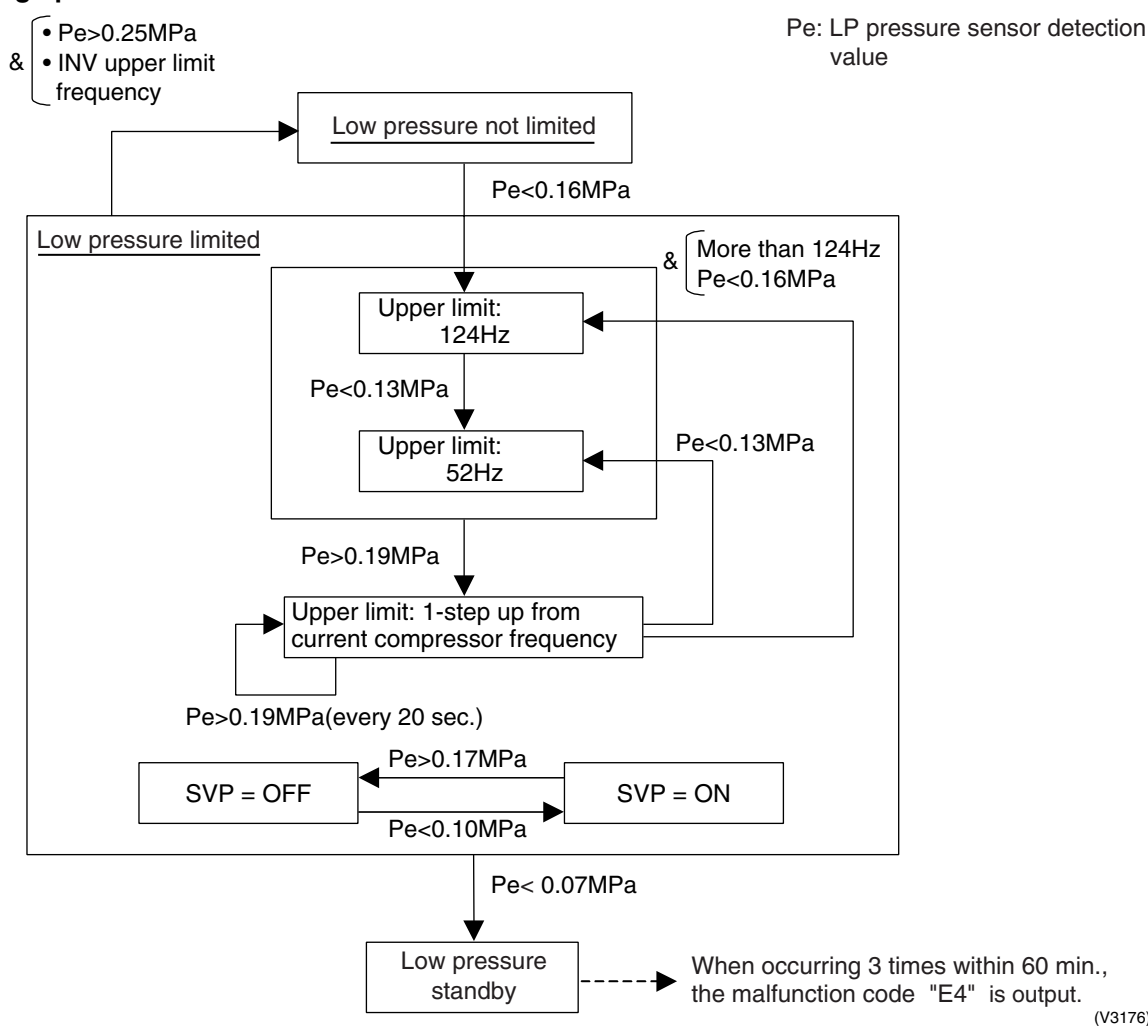 • Pe>0.25MPa
& • INV upper limit
frequency
Pe: LP pressure sensor detection
value
Low pressure not limited
Pe<0.16MPa
Low pressure limited
& More than 124Hz
Pe<0.16MPa
Upper limit:
124Hz
Pe<0.13MPa
Upper limit:
52Hz
Pe<0.13MPa
Pe>0.19MPa
Upper limit: 1-step up from
current compressor frequency
Pe>0.19MPa(every 20 sec.)
Pe>0.17MPa
SVP = OFF
SVP = ON
Pe<0.10MPa
Pe< 0.07MPa
Low pressure
standby
When occurring 3 times within 60 min.,
the malfunction code "E4" is output.
(V3176)